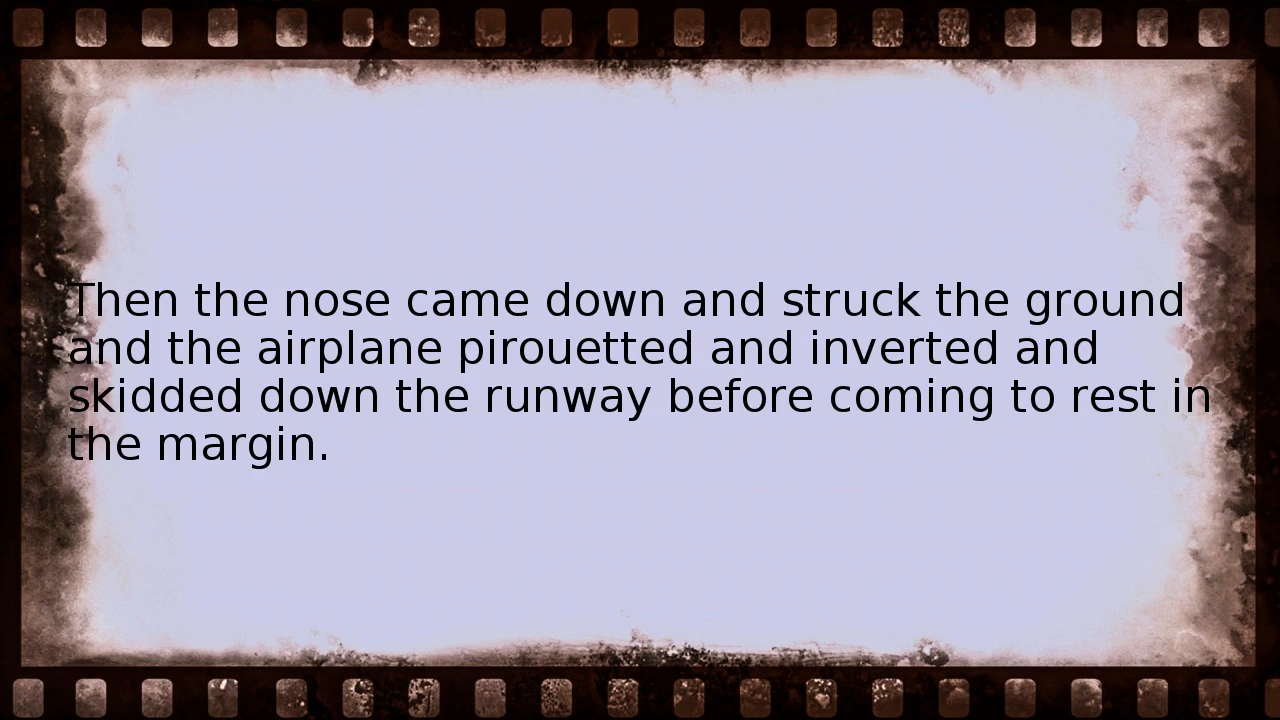 Then the nose came down and struck the ground
and the airplane pirouetted and inverted and
skidded down the runway before coming to rest in
the margin.